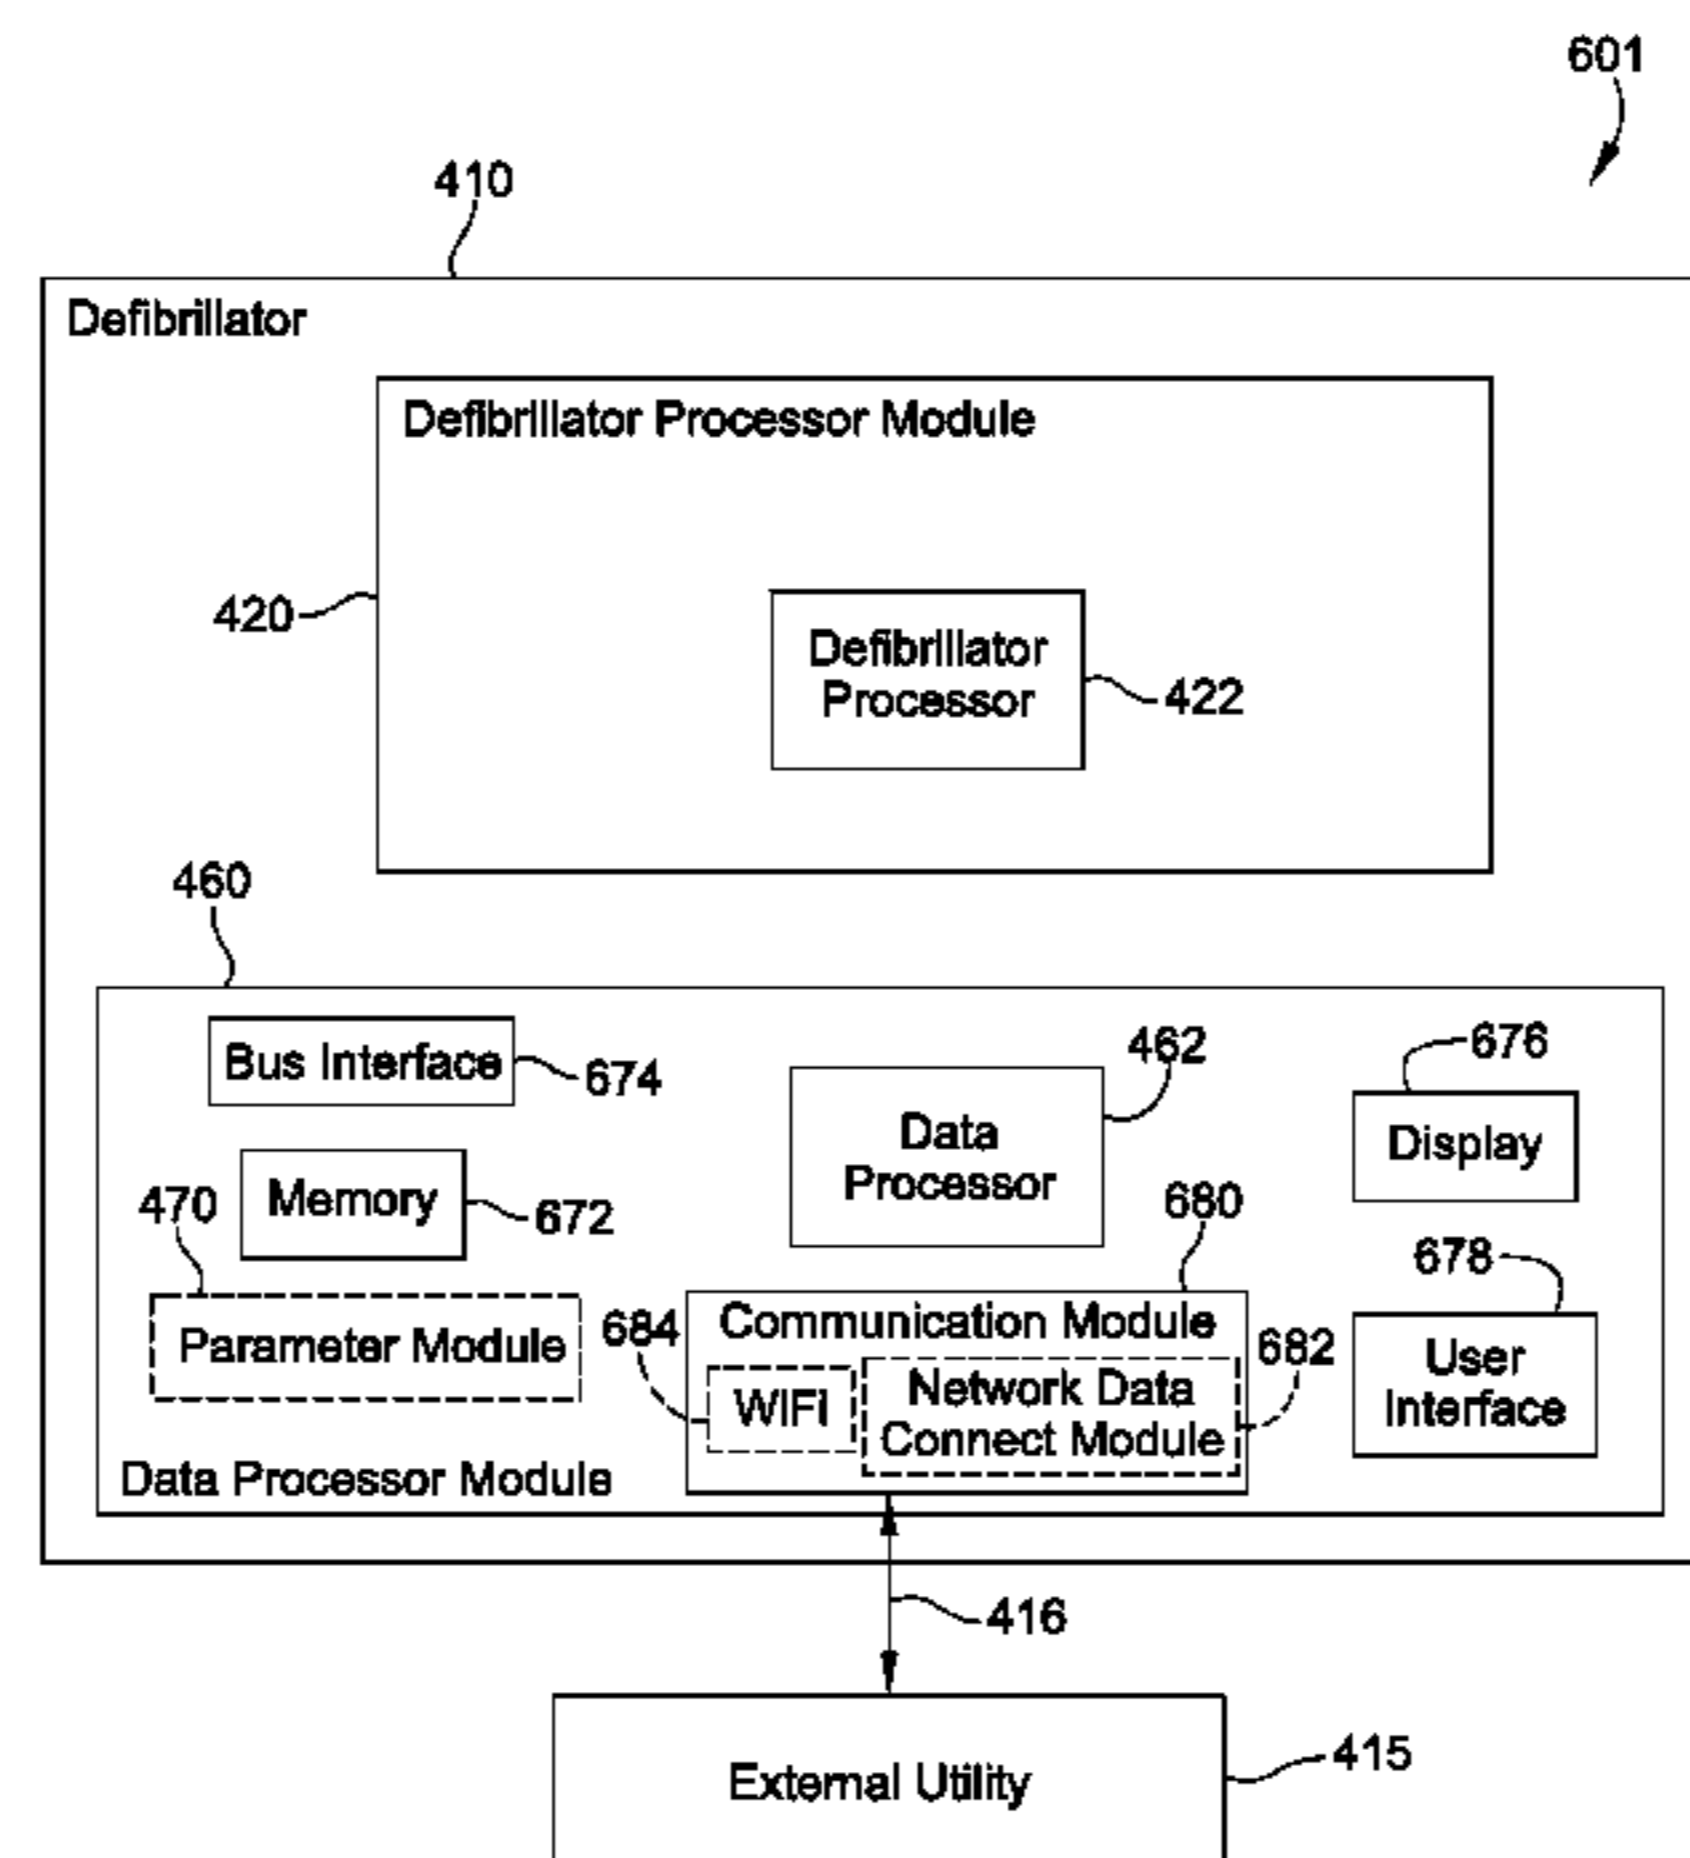 601
410
Defibrillator
Defibrillator Processor Module
420
Defibrillator
Processor
422
460
Bus Interface
674
462
676
Data
Processor
Display
470
Memory
672
680
678
Parameter Module
684
Communication Module
682
WIFI
Network Data
Connect Module
User
Interface
Data Processor Module
416
External Utility
415